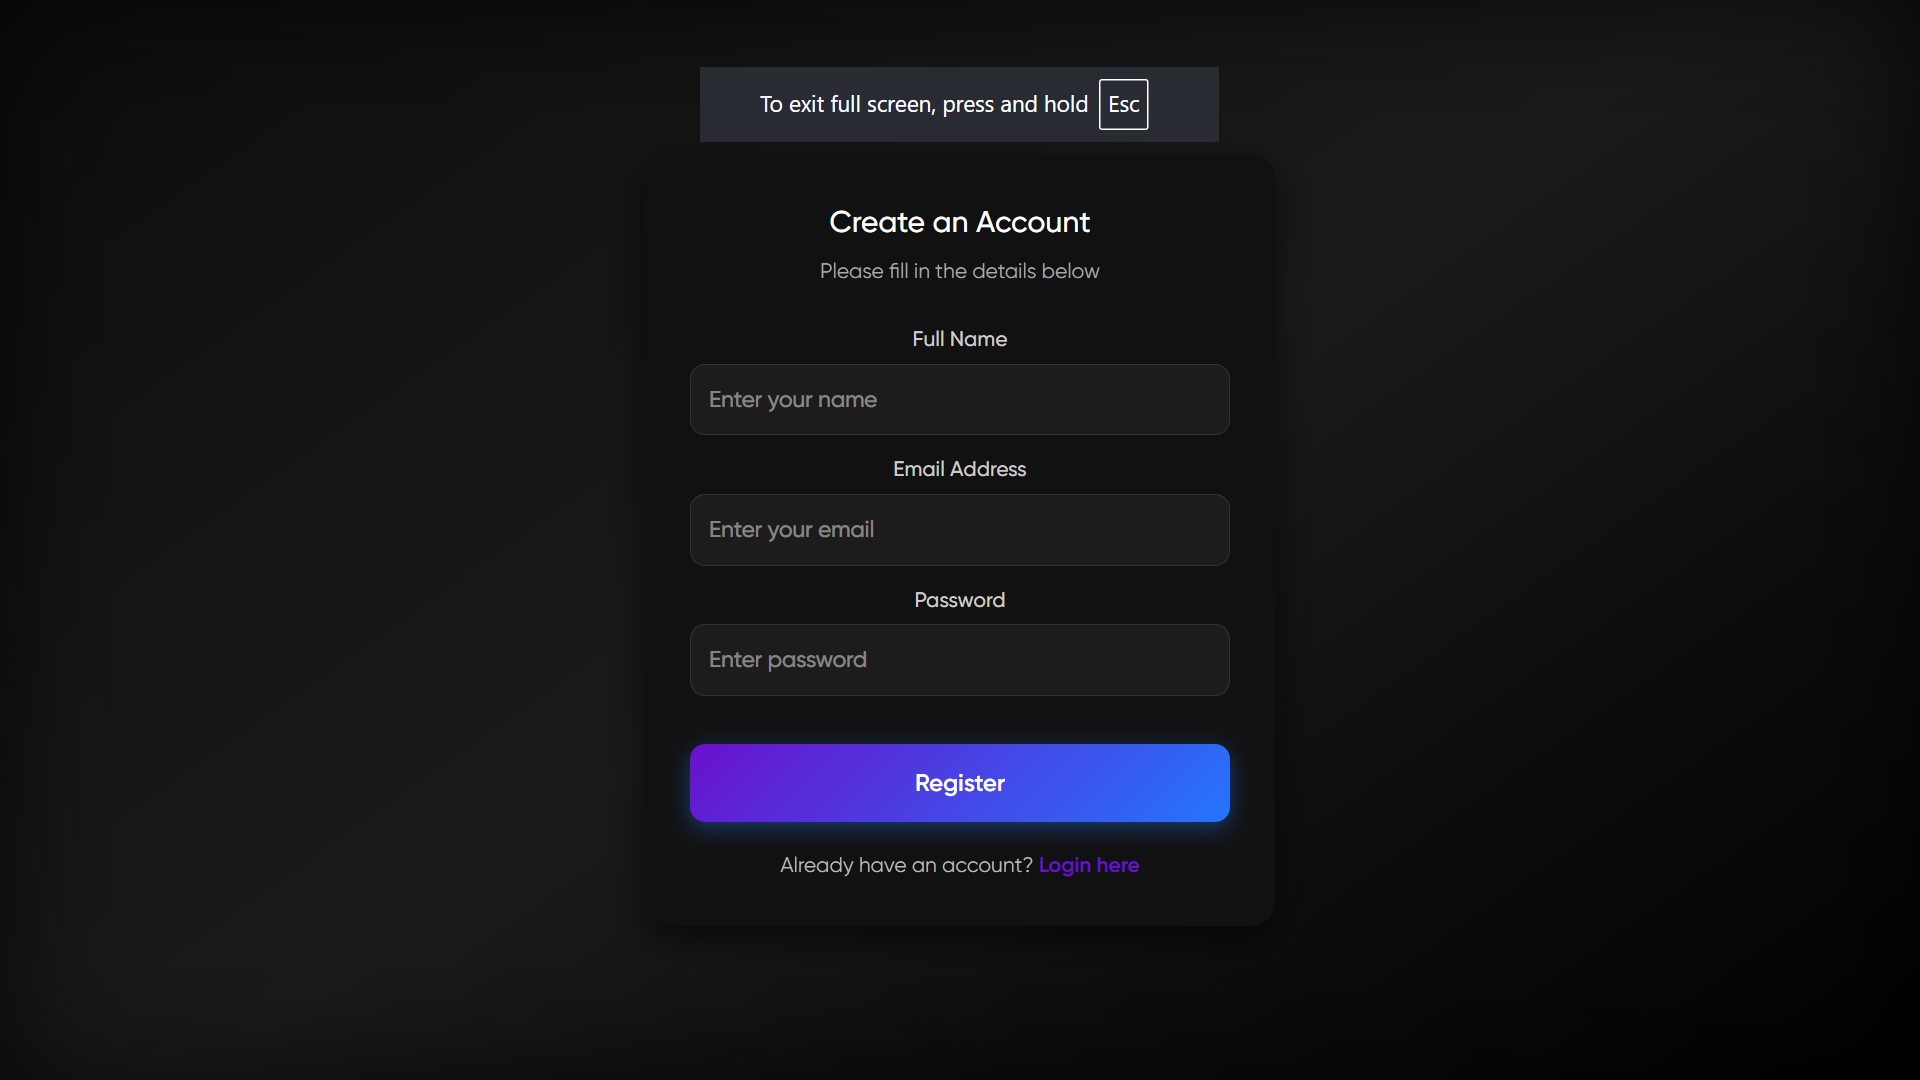 To exit full screen, press and hold Esc
Create an Account
Please fill in the details below
Full Name
Enter your name
Email Address
Enter your email
Password
Enter password
Register
Already have an account? Login here